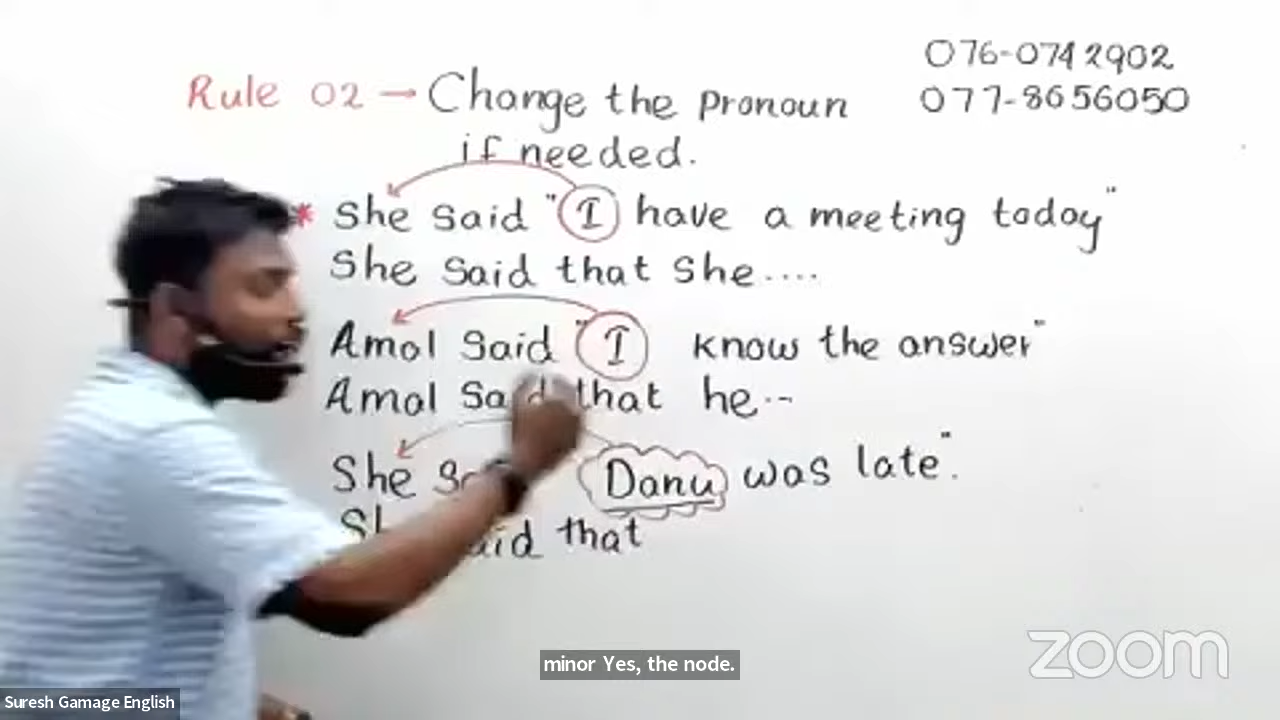 076-0742902
Rule 02 → Change the pronoun
077-8656050
if needed.
* She said "I have a meeting today"
She said that she....
Amal said "I know the answer"
Amal said that he--
She Danu was late".
said that
minor Yes, the node.
zoom
Suresh Gamage English